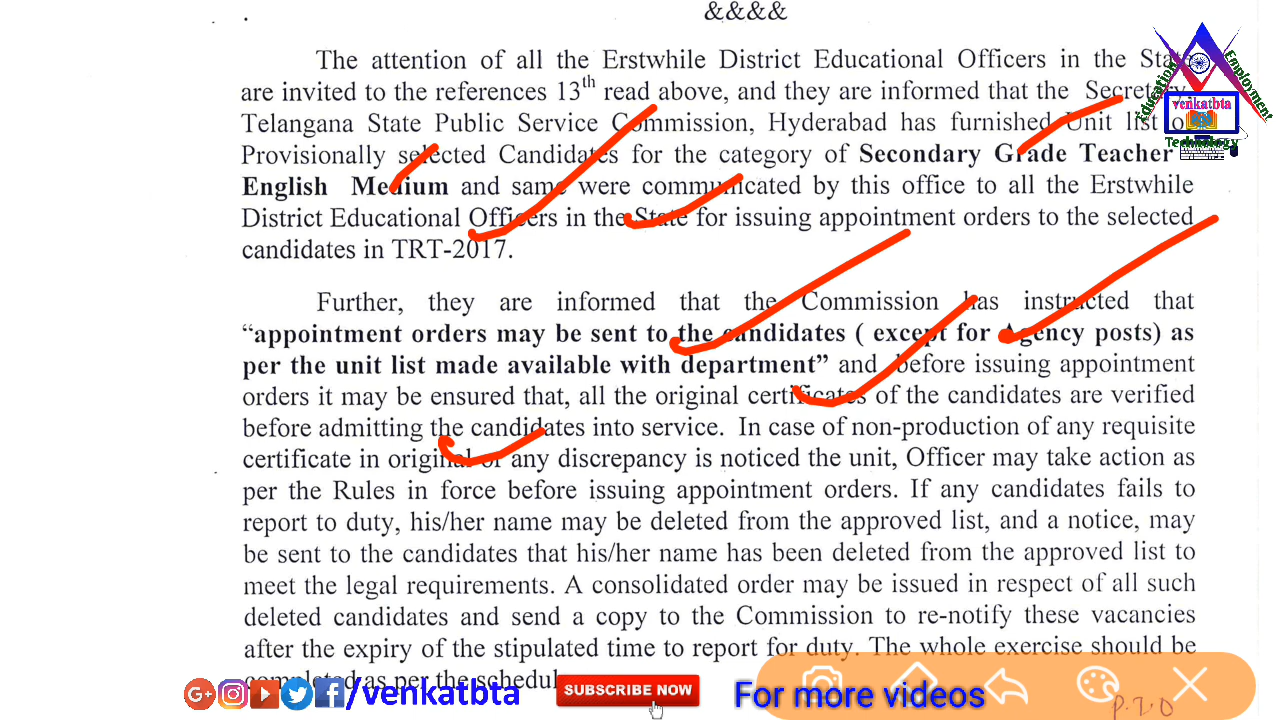 &&&&
The attention of all the Erstwhile District Educational Officers in the State
are invited to the references 13th read above, and they are informed that the Secretary,
Telangana State Public Service Commission, Hyderabad has furnished Unit list of
Provisionally selected Candidates for the category of Secondary Grade Teacher
English Medium and same were communicated by this office to all the Erstwhile
District Educational Officers in the State for issuing appointment orders to the selected
candidates in TRT-2017.
Further, they are informed that the Commission has instructed that
“appointment orders may be sent to the candidates ( except for Agency posts) as
per the unit list made available with department” and before issuing appointment
orders it may be ensured that, all the original certificates of the candidates are verified
before admitting the candidates into service. In case of non-production of any requisite
certificate in original or any discrepancy is noticed the unit, Officer may take action as
per the Rules in force before issuing appointment orders. If any candidates fails to
report to duty, his/her name may be deleted from the approved list, and a notice, may
be sent to the candidates that his/her name has been deleted from the approved list to
meet the legal requirements. A consolidated order may be issued in respect of all such
deleted candidates and send a copy to the Commission to re-notify these vacancies
after the expiry of the stipulated time to report for duty. The whole exercise should be
completed as per the schedul
P.T.O
Education
Employment
venkatbta
Technology
G+ /venkatbta
SUBSCRIBE NOW
For more videos